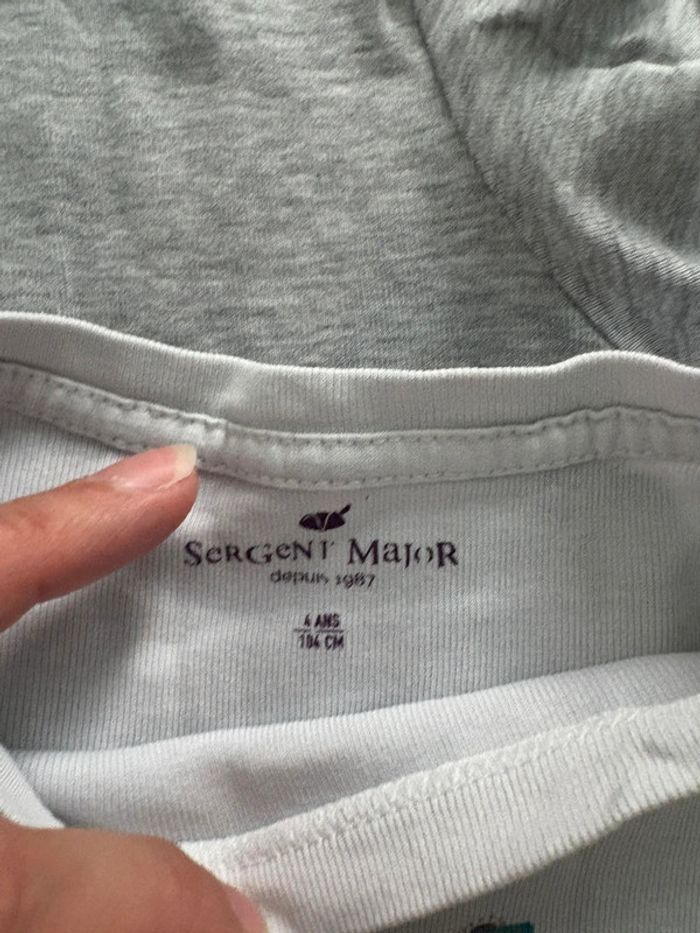 SeRGeNT MaJoR
depuis 1987
4 ANS
104 CM